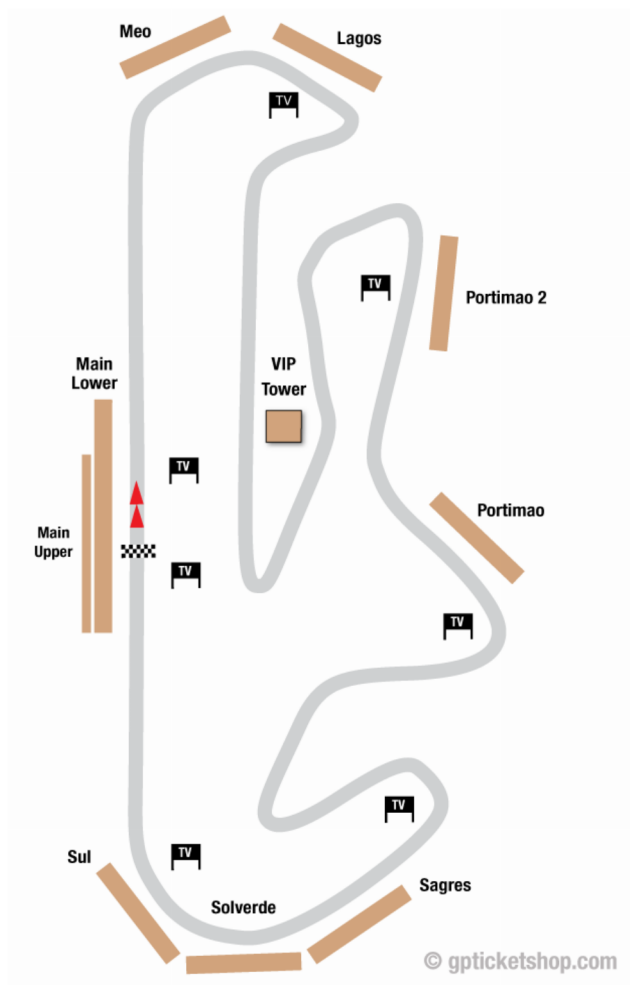 Meo
Lagos
TV
TV
Portimao 2
Main
Lower
VIP
Tower
TV
Main
Upper
Portimao
TV
TV
TV
TV
Sul
Sagres
Solverde
© gpticketshop.com